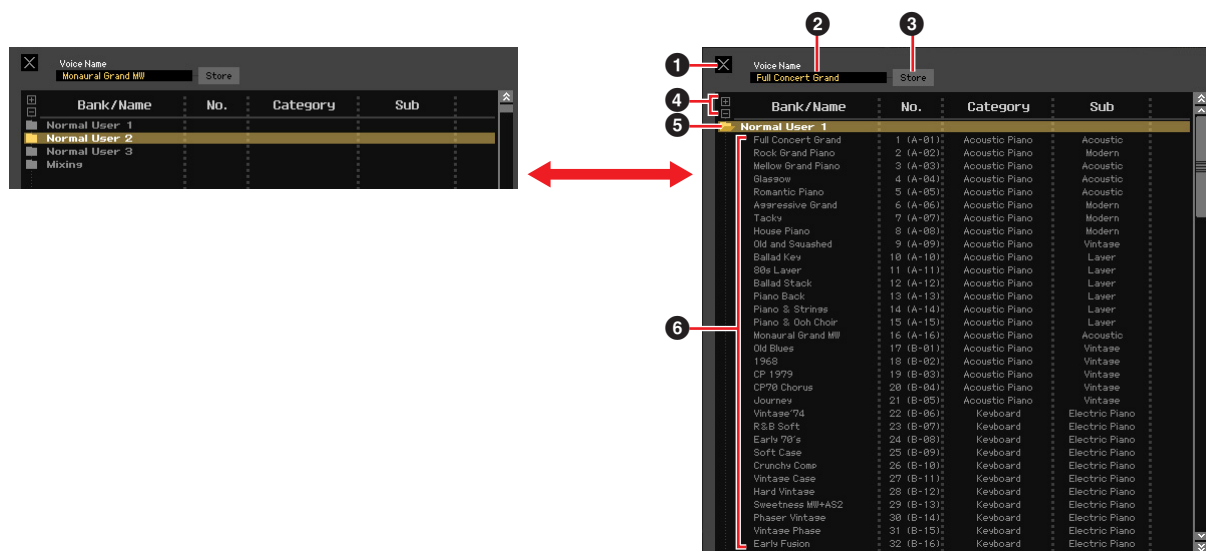 Voice Name
Monaural Grand MW Store
Bank/Name No. Category Sub
Normal User 1
Normal User 2
Normal User 3
Mixing
1
2
3
4
5
6
Voice Name
Full Concert Grand Store
Bank/Name No. Category Sub
Normal User 1
Full Concert Grand 1 (A-01) Acoustic Piano Acoustic
Rock Grand Piano 2 (A-02) Acoustic Piano Modern
Mellow Grand Piano 3 (A-03) Acoustic Piano Acoustic
Glasgow 4 (A-04) Acoustic Piano Acoustic
Romantic Piano 5 (A-05) Acoustic Piano Acoustic
Aggressive Grand 6 (A-06) Acoustic Piano Modern
Tacky 7 (A-07) Acoustic Piano Modern
House Piano 8 (A-08) Acoustic Piano Modern
Old and Squashed 9 (A-09) Acoustic Piano Vintage
Ballad Key 10 (A-10) Acoustic Piano Layer
80s Layer 11 (A-11) Acoustic Piano Layer
Ballad Stack 12 (A-12) Acoustic Piano Layer
Piano Back 13 (A-13) Acoustic Piano Layer
Piano & Strings 14 (A-14) Acoustic Piano Layer
Piano & Ooh Choir 15 (A-15) Acoustic Piano Layer
Monaural Grand MW 16 (A-16) Acoustic Piano Acoustic
Old Blues 17 (B-01) Acoustic Piano Vintage
1968 18 (B-02) Acoustic Piano Vintage
CP 1979 19 (B-03) Acoustic Piano Vintage
CP70 Chorus 20 (B-04) Acoustic Piano Vintage
Journey 21 (B-05) Acoustic Piano Vintage
Vintage'74 22 (B-06) Keyboard Electric Piano
R&B Soft 23 (B-07) Keyboard Electric Piano
Early 70's 24 (B-08) Keyboard Electric Piano
Soft Case 25 (B-09) Keyboard Electric Piano
Crunchy Comp 26 (B-10) Keyboard Electric Piano
Vintage Case 27 (B-11) Keyboard Electric Piano
Hard Vintage 28 (B-12) Keyboard Electric Piano
Sweetness MW+AS2 29 (B-13) Keyboard Electric Piano
Phaser Vintage 30 (B-14) Keyboard Electric Piano
Vintage Phase 31 (B-15) Keyboard Electric Piano
Early Fusion 32 (B-16) Keyboard Electric Piano